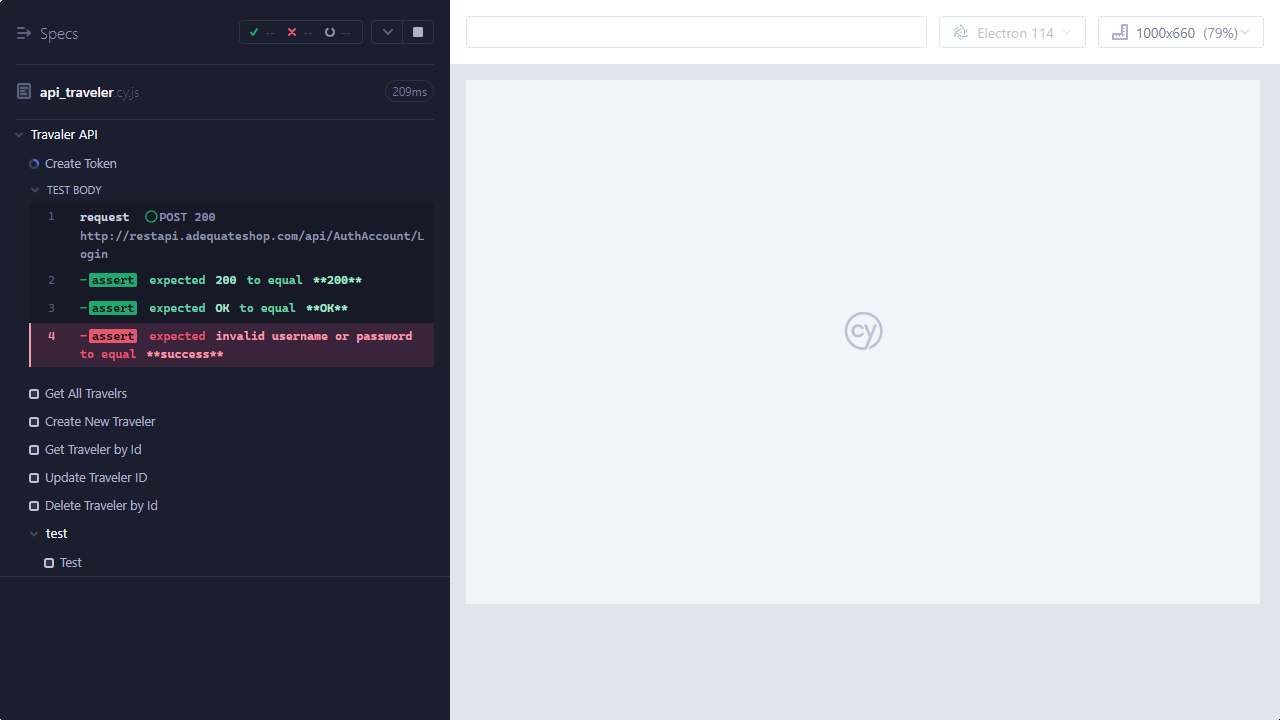 Specs
-- -- --
Electron 114
1000x660 (79%)
api_traveler.cy.js
209ms
Travaler API
Create Token
TEST BODY
1 request POST 200
http://restapi.adequateshop.com/api/AuthAccount/L
ogin
2 -assert expected 200 to equal **200**
3 -assert expected OK to equal **OK**
4 -assert expected invalid username or password
to equal **success**
Get All Travelrs
Create New Traveler
Get Traveler by Id
Update Traveler ID
Delete Traveler by Id
test
Test
cy